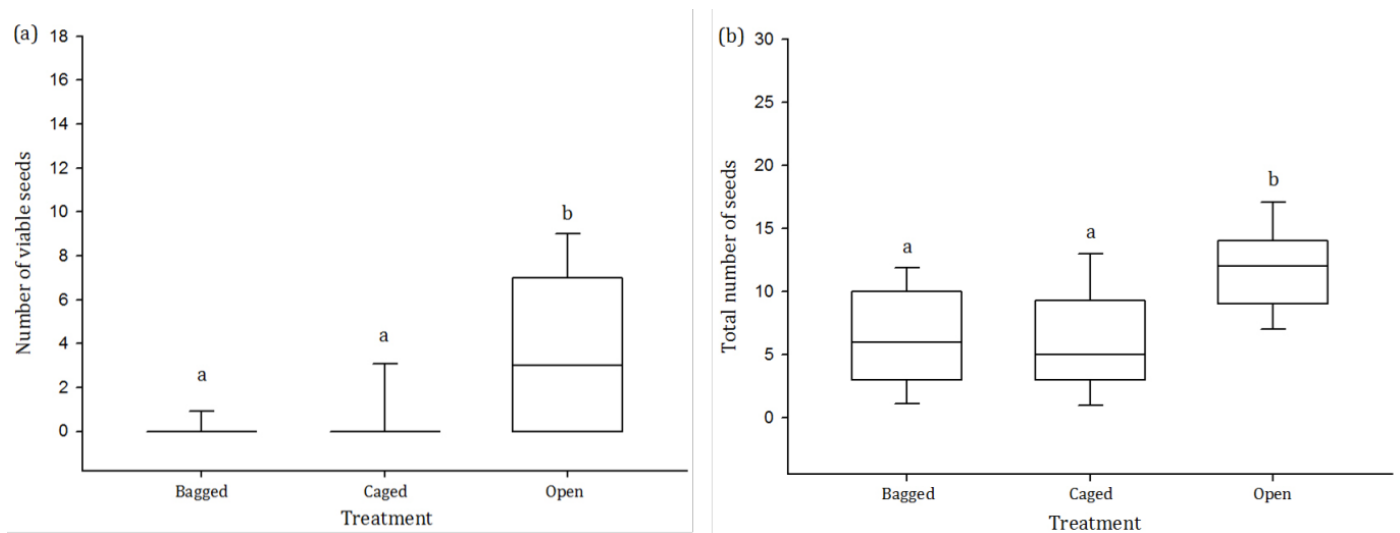 (a)
Number of viable seeds
18
16
14
12
10
8
6
4
2
0
a
a
b
Bagged Caged Open
Treatment
(b)
Total number of seeds
30
25
20
15
10
5
0
a
a
b
Bagged Caged Open
Treatment